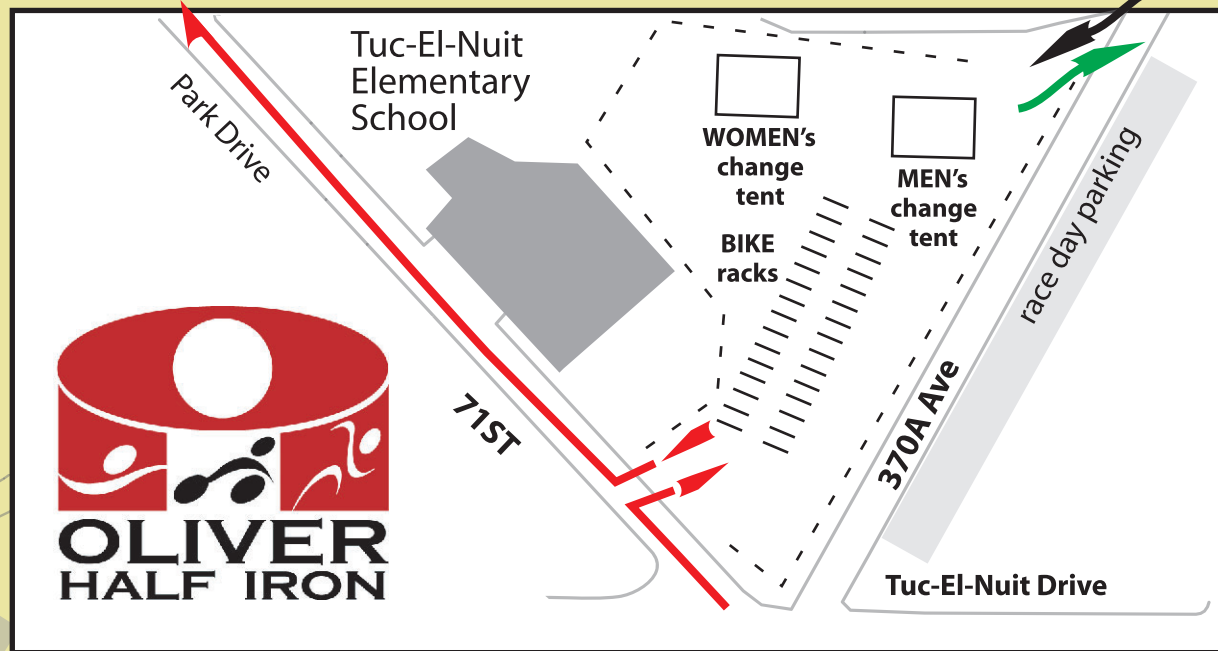 Tuc-El-Nuit
Elementary
School
Park Drive
WOMEN's
change
tent
MEN's
change
tent
BIKE
racks
race day parking
370A Ave
71ST
Tuc-El-Nuit Drive
OLIVER
HALF IRON